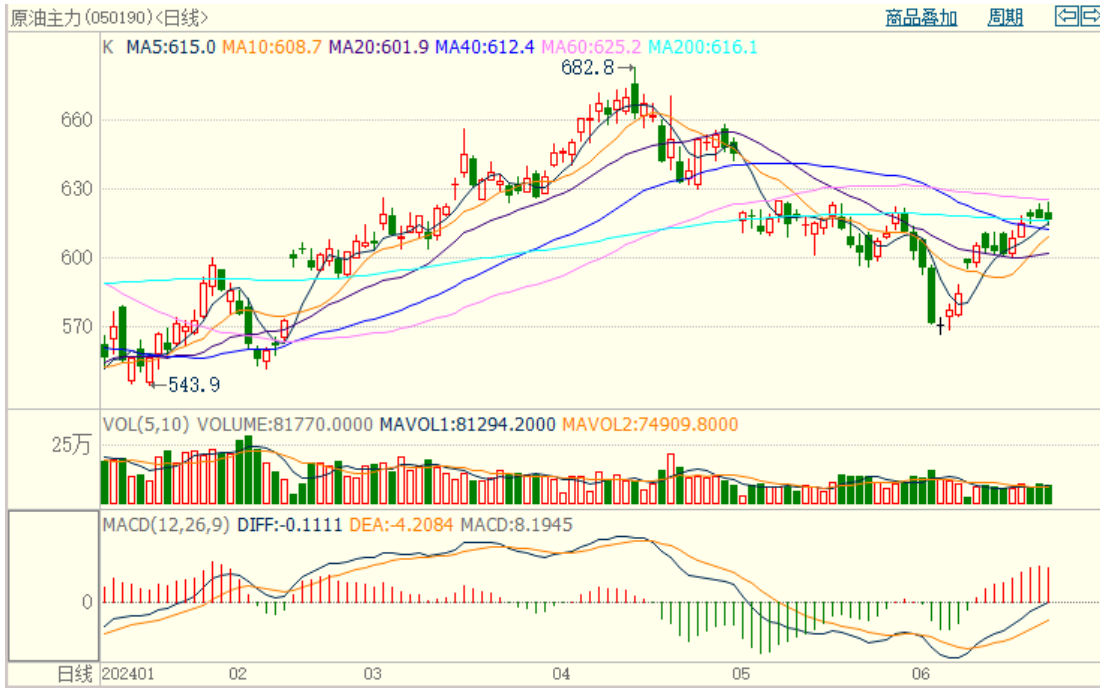 原油主力(050190)<日线> 商品叠加 周期
K MA5:615.0 MA10:608.7 MA20:601.9 MA40:612.4 MA60:625.2 MA200:616.1
682.8
660
630
600
570
543.9
VOL(5,10) VOLUME:81770.0000 MAVOL1:81294.2000 MAVOL2:74909.8000
25万
MACD(12,26,9) DIFF:-0.1111 DEA:-4.2084 MACD:8.1945
0
日线 202401 02 03 04 05 06